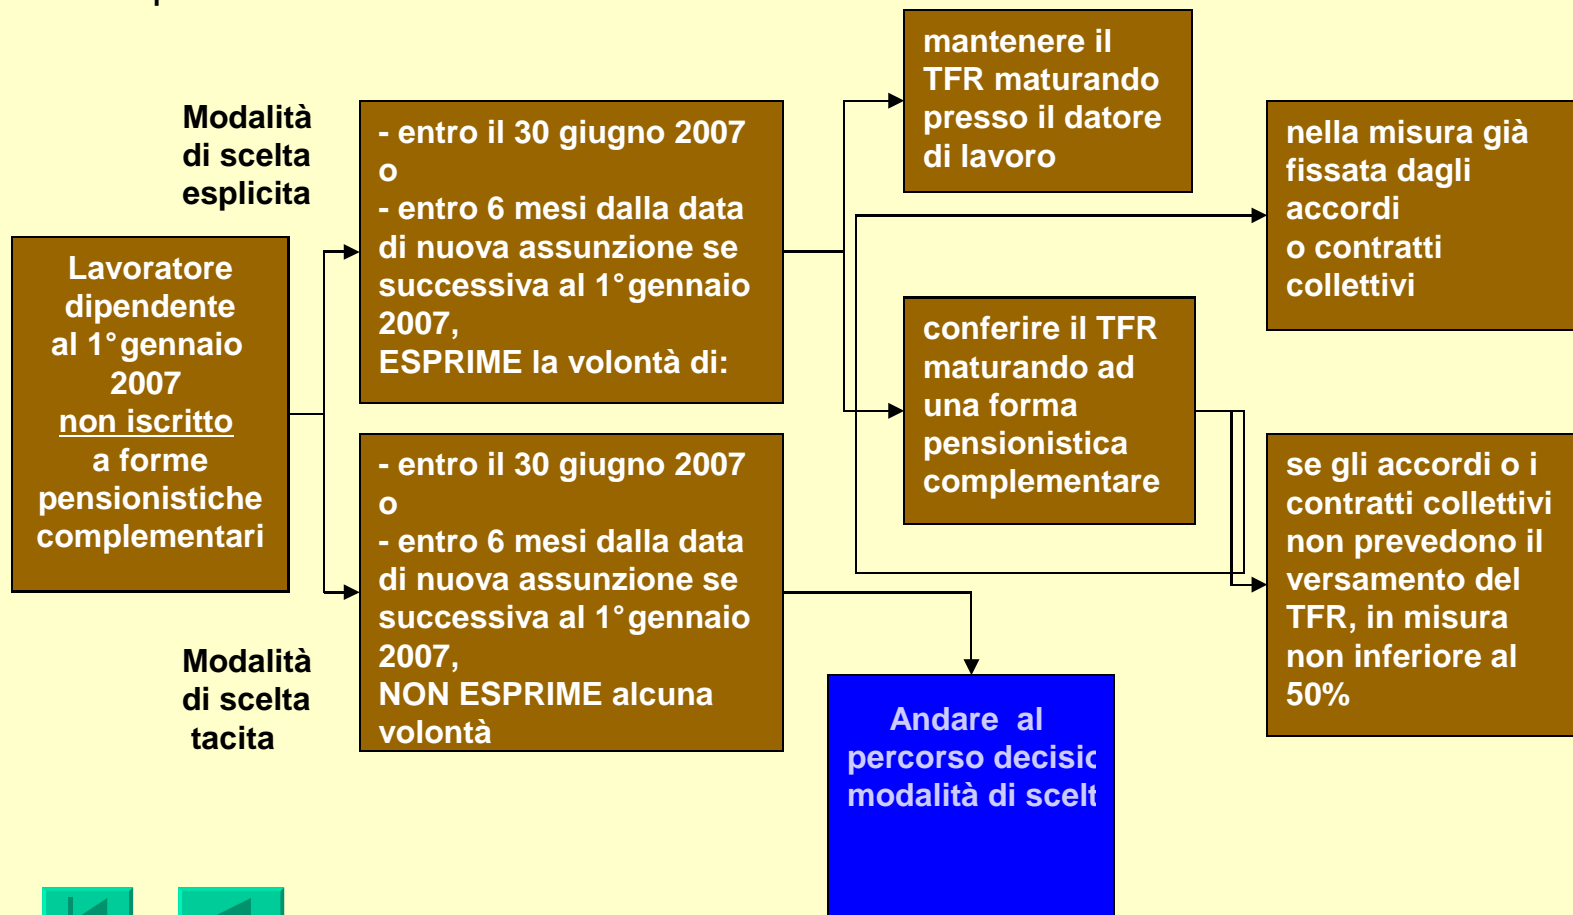 Modalità
di scelta
esplicita
Lavoratore
dipendente
al 1° gennaio
2007
non iscritto
a forme
pensionistiche
complementari
Modalità
di scelta
tacita
- entro il 30 giugno 2007
o
- entro 6 mesi dalla data
di nuova assunzione se
successiva al 1° gennaio
2007,
ESPRIME la volontà di:
- entro il 30 giugno 2007
o
- entro 6 mesi dalla data
di nuova assunzione se
successiva al 1° gennaio
2007,
NON ESPRIME alcuna
volontà
mantenere il
TFR maturando
presso il datore
di lavoro
conferire il TFR
maturando ad
una forma
pensionistica
complementare
nella misura già
fissata dagli
accordi
o contratti
collettivi
se gli accordi o i
contratti collettivi
non prevedono il
versamento del
TFR, in misura
non inferiore al
50%
Andare al
percorso
modalità di